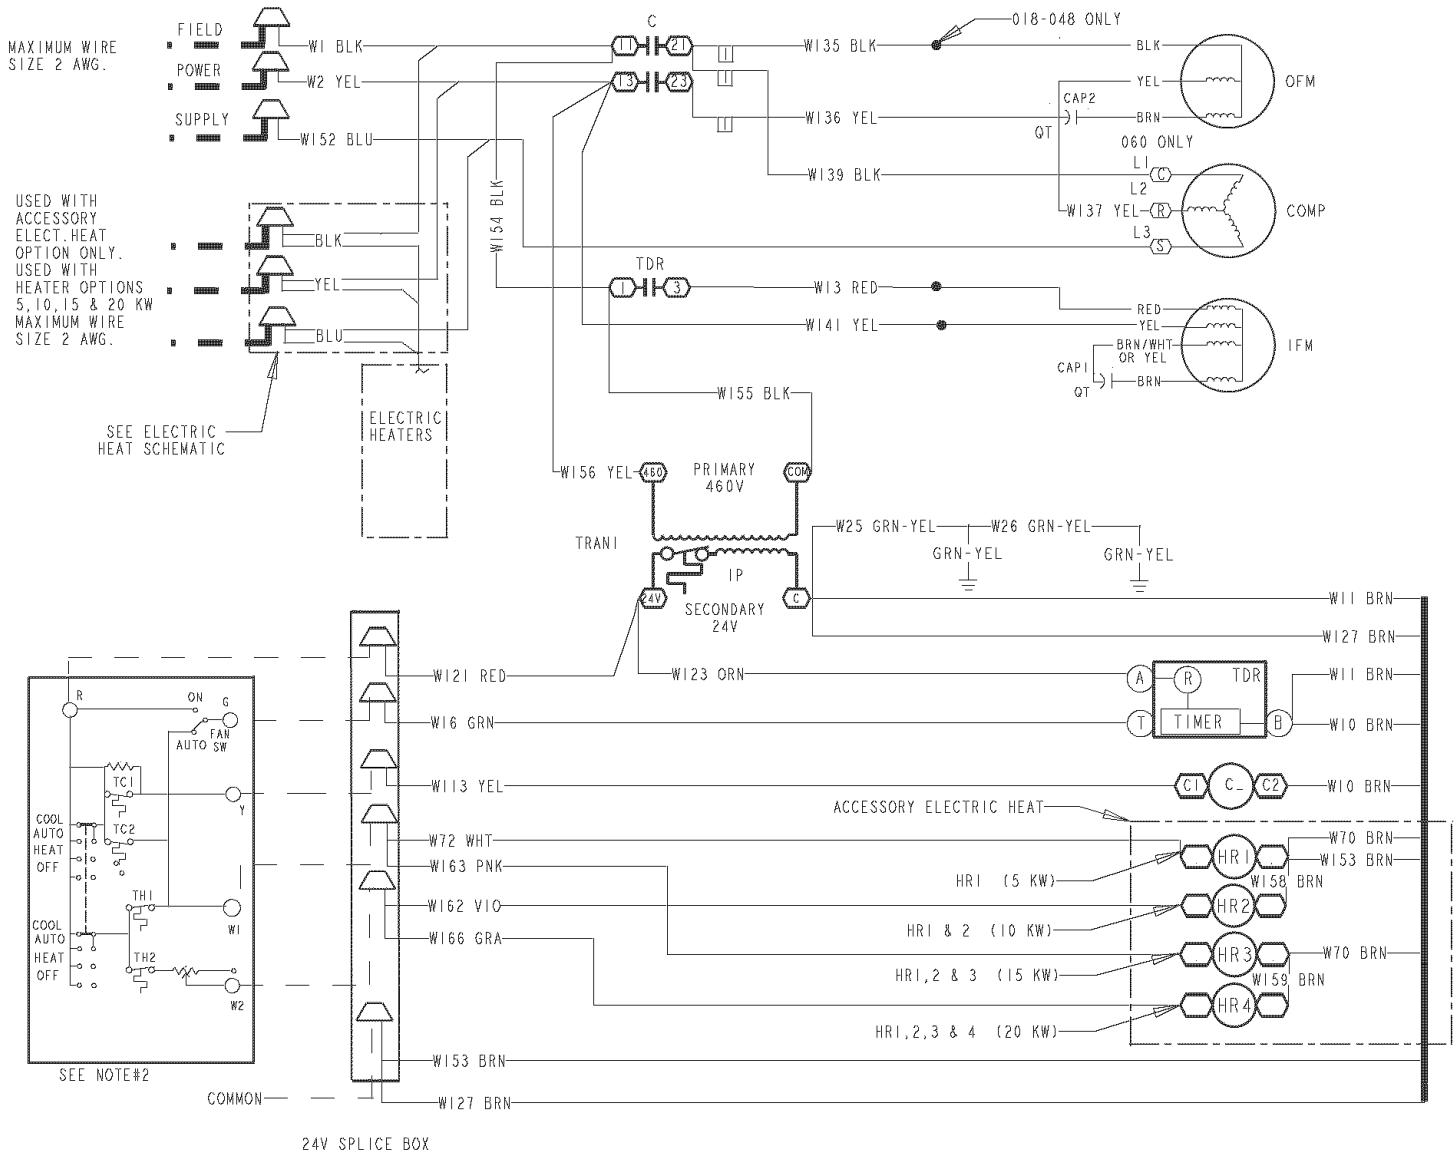 MAXIMUM WIRE
SIZE 2 AWG.
FIELD
POWER
SUPPLY
W1 BLK
W2 YEL
W152 BLU
C
11
21
13
23
W135 BLK
018-048 ONLY
W136 YEL
BLK
YEL
BRN
OFM
CAP2
QT
060 ONLY
W139 BLK
L1
C
L2
W137 YEL
R
L3
S
COMP
USED WITH
ACCESSORY
ELECT.HEAT
OPTION ONLY.
USED WITH
HEATER OPTIONS
5,10,15 & 20 KW
MAXIMUM WIRE
SIZE 2 AWG.
BLK
YEL
BLU
W154 BLK
TDR
1
3
W13 RED
W141 YEL
RED
YEL
BRN/WHT
OR YEL
BRN
CAP1
QT
IFM
SEE ELECTRIC
HEAT SCHEMATIC
ELECTRIC
HEATERS
W155 BLK
W156 YEL
460
PRIMARY
460V
COM
TRAN1
1P
24V
SECONDARY
24V
C
W25 GRN-YEL
W26 GRN-YEL
GRN-YEL
GRN-YEL
W11 BRN
W127 BRN
W121 RED
W123 ORN
A
R
TDR
W11 BRN
W16 GRN
T
TIMER
B
W10 BRN
R
ON
G
AUTO
FAN
SW
W113 YEL
C1
C_
C2
W10 BRN
TC1
Y
TC2
COOL
AUTO
HEAT
OFF
ACCESSORY ELECTRIC HEAT
W72 WHT
W163 PNK
W70 BRN
W153 BRN
HR1
HR1 (5 KW)
W158 BRN
W162 VIO
HR2
HR1 & 2 (10 KW)
TH1
W1
COOL
AUTO
HEAT
OFF
TH2
W2
W166 GRA
HR3
W70 BRN
HR1,2 & 3 (15 KW)
W159 BRN
HR4
HR1,2,3 & 4 (20 KW)
W153 BRN
SEE NOTE#2
COMMON
W127 BRN
24V SPLICE BOX